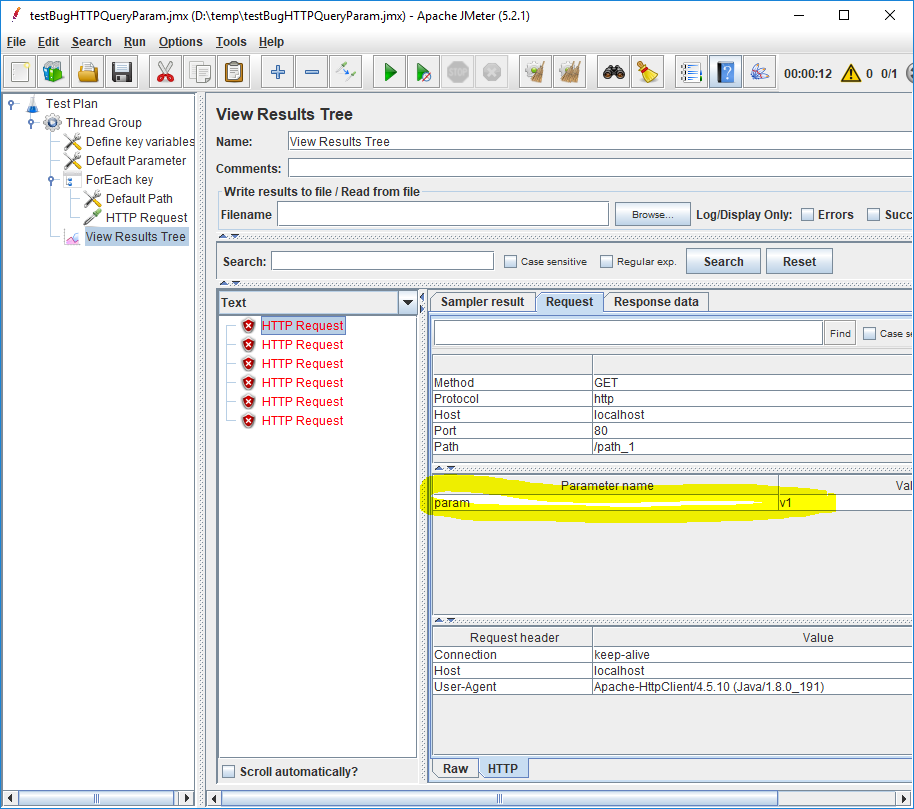 testBugHTTPQueryParam.jmx (D:\temp\testBugHTTPQueryParam.jmx) - Apache JMeter (5.2.1)
File Edit Search Run Options Tools Help
STOP 00:00:12 0 0/1
Test Plan
Thread Group
Define key variables
Default Parameter
ForEach key
Default Path
HTTP Request
View Results Tree
View Results Tree
Name: View Results Tree
Comments:
Write results to file / Read from file
Filename Browse... Log/Display Only: Errors Succ
Search: Case sensitive Regular exp. Search Reset
Text
HTTP Request
HTTP Request
HTTP Request
HTTP Request
HTTP Request
HTTP Request
Scroll automatically?
Sampler result Request Response data
Find Case se
Method GET
Protocol http
Host localhost
Port 80
Path /path_1
Parameter name Val
param v1
Request header Value
Connection keep-alive
Host localhost
User-Agent Apache-HttpClient/4.5.10 (Java/1.8.0_191)
Raw HTTP